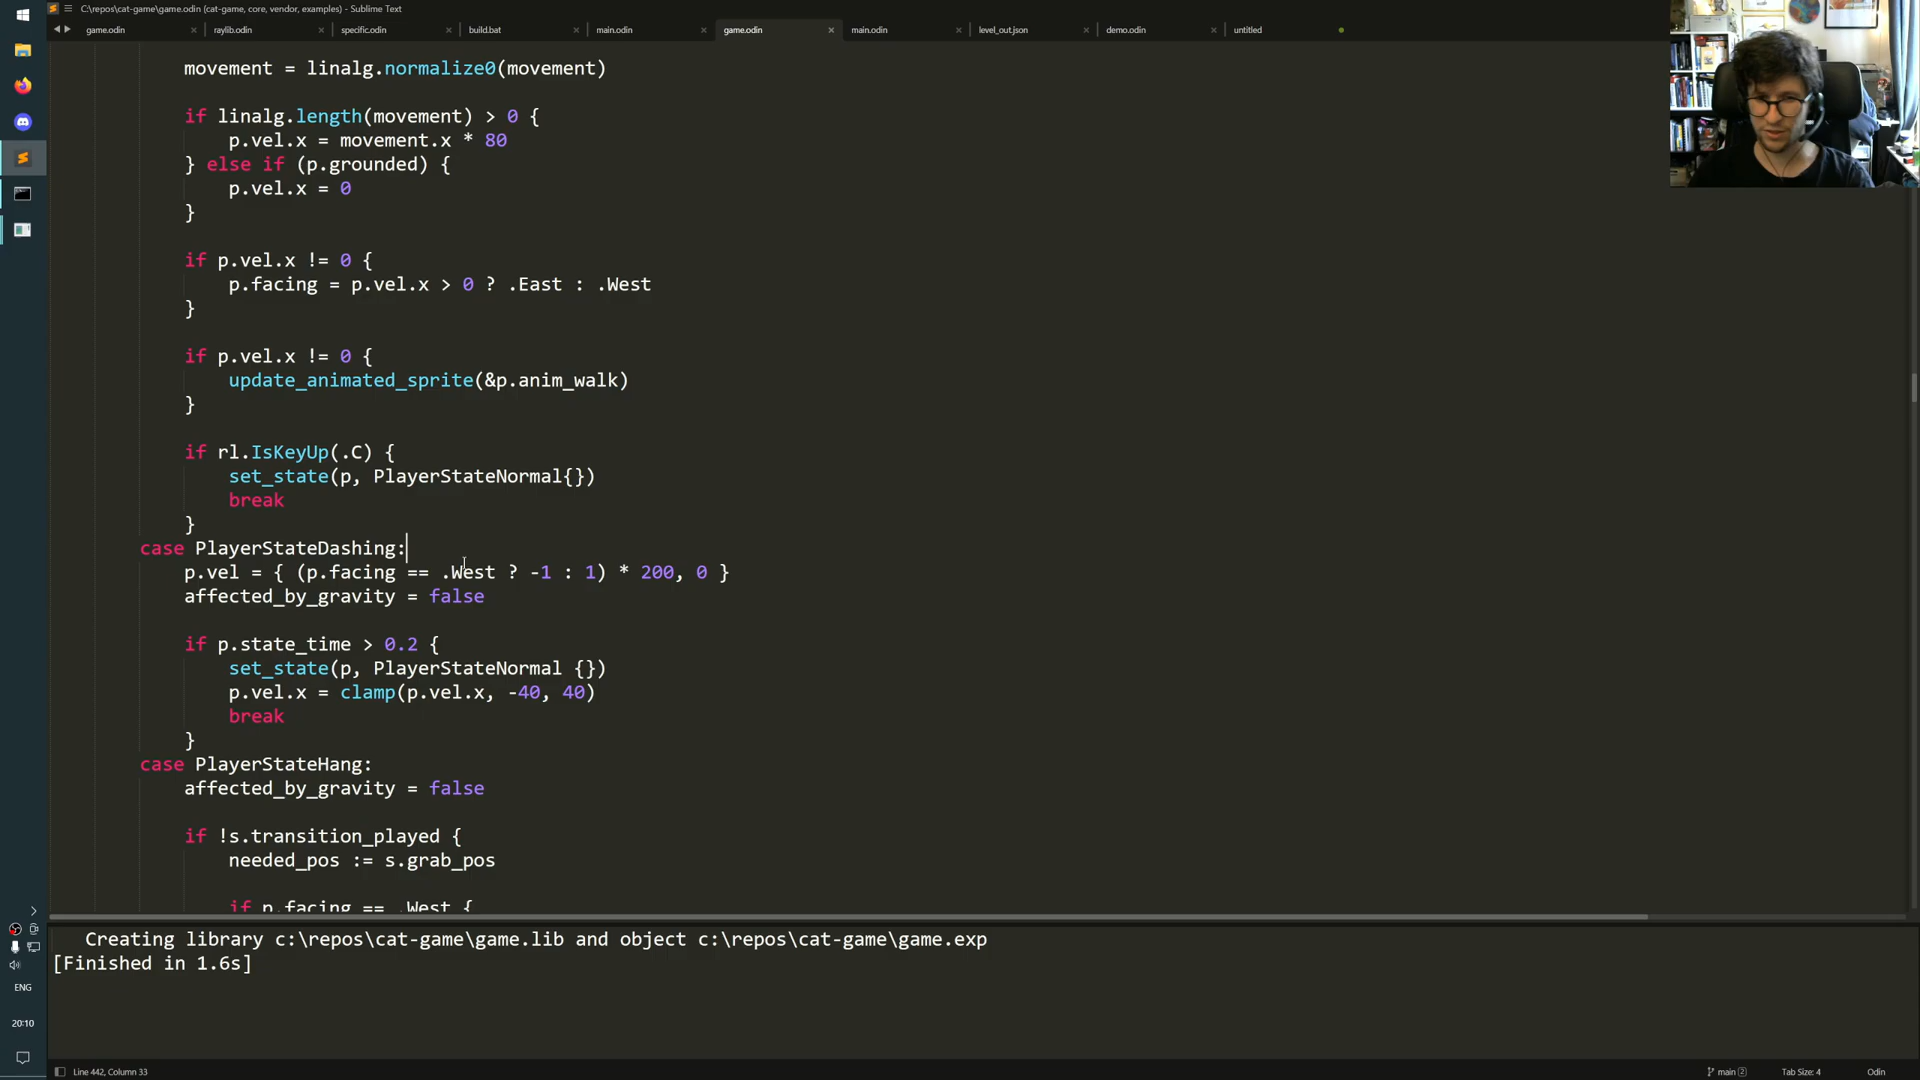 C:\repos\cat-game\game.odin (cat-game, core, vendor, examples) - Sublime Text
game.odin raylib.odin specific.odin build.bat main.odin game.odin main.odin level_out.json demo.odin untitled
movement = linalg.normalize0(movement)
if linalg.length(movement) > 0 {
p.vel.x = movement.x * 80
} else if (p.grounded) {
p.vel.x = 0
}
if p.vel.x != 0 {
p.facing = p.vel.x > 0 ? .East : .West
}
if p.vel.x != 0 {
update_animated_sprite(&p.anim_walk)
}
if rl.IsKeyUp(.C) {
set_state(p, PlayerStateNormal{})
break
}
case PlayerStateDashing:
p.vel = { (p.facing == .West ? -1 : 1) * 200, 0 }
affected_by_gravity = false
if p.state_time > 0.2 {
set_state(p, PlayerStateNormal {})
p.vel.x = clamp(p.vel.x, -40, 40)
break
}
case PlayerStateHang:
affected_by_gravity = false
if !s.transition_played {
needed_pos := s.grab_pos
if p.facing == .West {
Creating library c:\repos\cat-game\game.lib and object c:\repos\cat-game\game.exp
[Finished in 1.6s]
ENG
20:10
Line 442, Column 33
main 2
Tab Size: 4
Odin